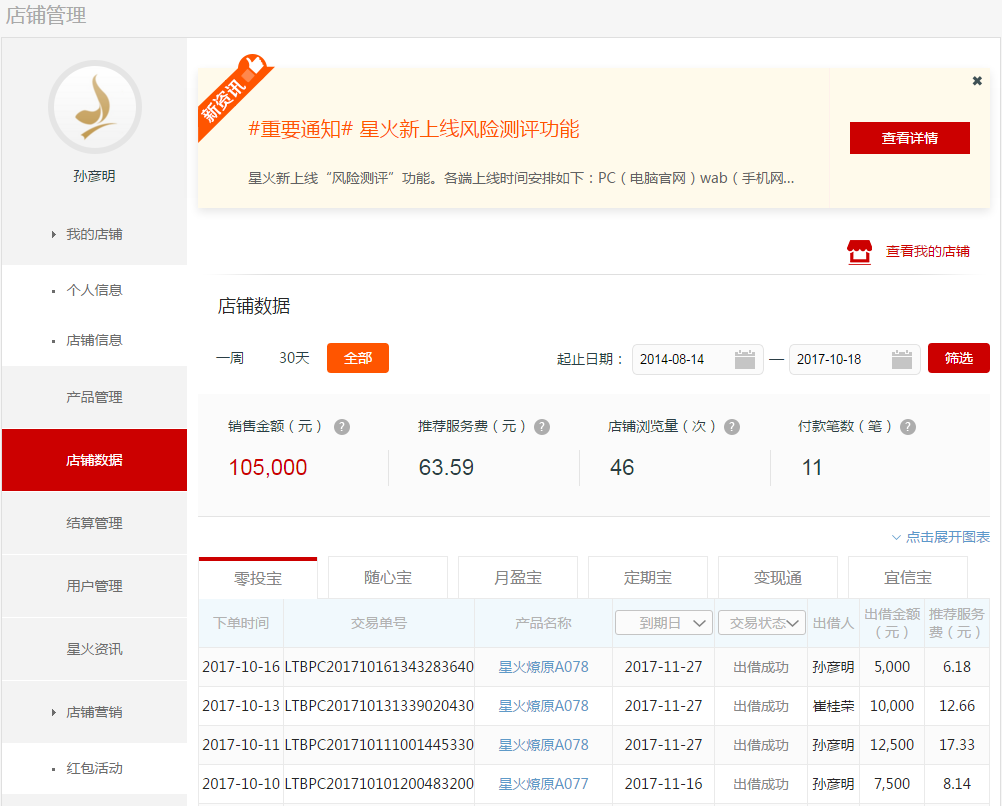 店铺管理
孙彦明
我的店铺
个人信息
店铺信息
产品管理
店铺数据
结算管理
用户管理
星火资讯
店铺营销
红包活动
新资讯
#重要通知# 星火新上线风险测评功能
星火新上线“风险测评”功能。各端上线时间安排如下：PC（电脑官网）wab（手机网...
查看详情
查看我的店铺
店铺数据
一周 30天 全部 起止日期： 2014-08-14 — 2017-10-18 筛选
销售金额（元） ? 推荐服务费（元） ? 店铺浏览量（次） ? 付款笔数（笔） ?
105,000 63.59 46 11
点击展开图表
零投宝 随心宝 月盈宝 定期宝 变现通 宜信宝
下单时间 交易单号 产品名称 到期日 交易状态 出借人 出借金额（元） 推荐服务费（元）
2017-10-16 LTBPC201710161343283640 星火燎原A078 2017-11-27 出借成功 孙彦明 5,000 6.18
2017-10-13 LTBPC201710131339020430 星火燎原A078 2017-11-27 出借成功 崔桂荣 10,000 12.66
2017-10-11 LTBPC201710111001445330 星火燎原A078 2017-11-27 出借成功 孙彦明 12,500 17.33
2017-10-10 LTBPC201710101200483200 星火燎原A077 2017-11-16 出借成功 孙彦明 7,500 8.14